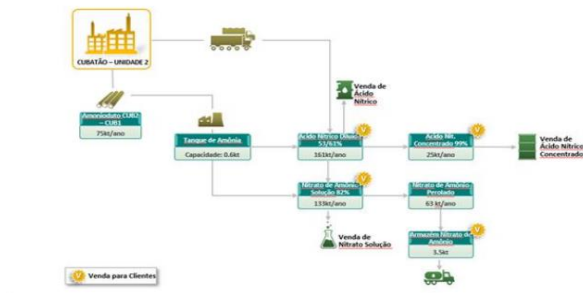 CUBATÃO – UNIDADE 2
Amonioduto CUB2
– CUB1
75kt/ano
Tanque de Amônia
Capacidade: 0.6kt
Venda de
Ácido
Nítrico
Ácido Nítrico Diluído
53/61%
161kt/ano
Ácido Nit.
Concentrado 99%
25kt/ano
Venda de
Ácido Nítrico
Concentrado
Nitrato de Amônio
Solução 82%
133kt/ano
Nitrato de Amônio
Perolado
63 kt/ano
Venda de
Nitrato Solução
Armazém Nitrato de
Amônio
3.5kt
V Venda para Clientes